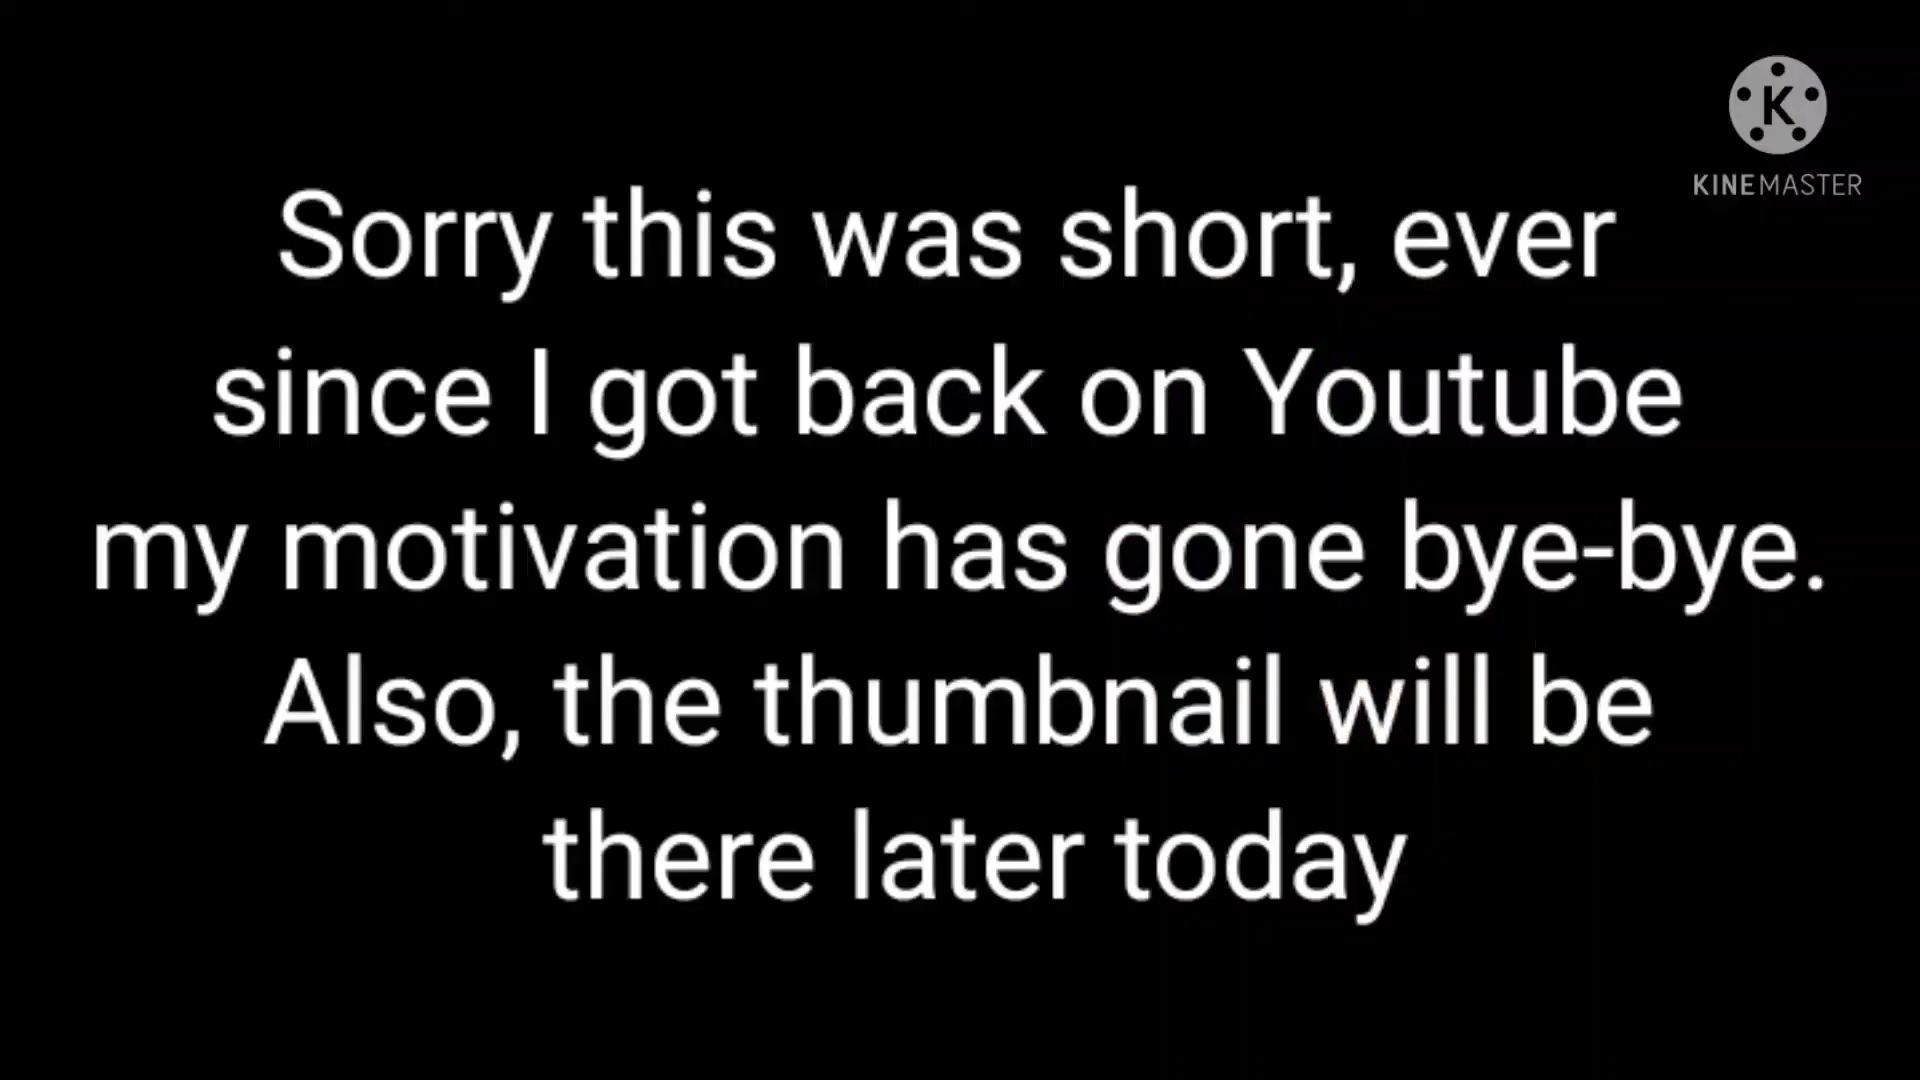 K
KINEMASTER
Sorry this was short, ever
since I got back on Youtube
my motivation has gone bye-bye.
Also, the thumbnail will be
there later today